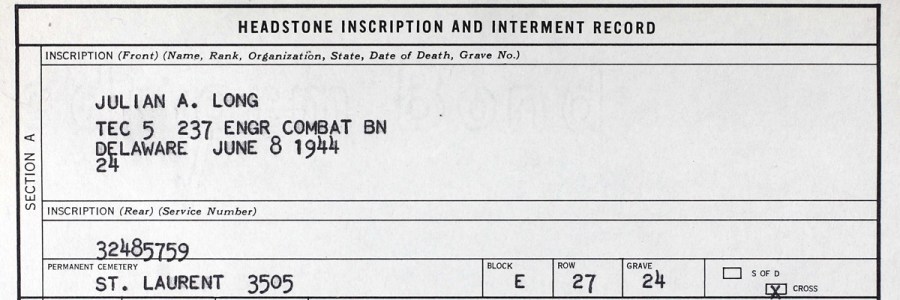 HEADSTONE INSCRIPTION AND INTERMENT RECORD
SECTION A
INSCRIPTION (Front) (Name, Rank, Organization, State, Date of Death, Grave No.)
JULIAN A. LONG
TEC 5 237 ENGR COMBAT BN
DELAWARE JUNE 8 1944
24
INSCRIPTION (Rear) (Service Number)
32485759
PERMANENT CEMETERY
ST. LAURENT 3505
BLOCK
E
ROW
27
GRAVE
24
S OF D
X CROSS